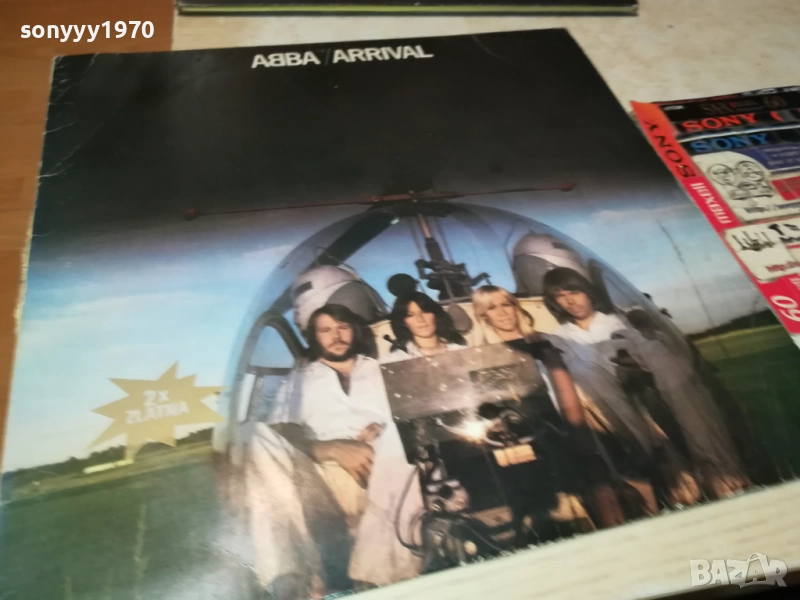 sonyyy1970
ABBA/ARRIVAL
SONY
SONY
SONY
maxell
60
2X
ZLATNA
BAZAR